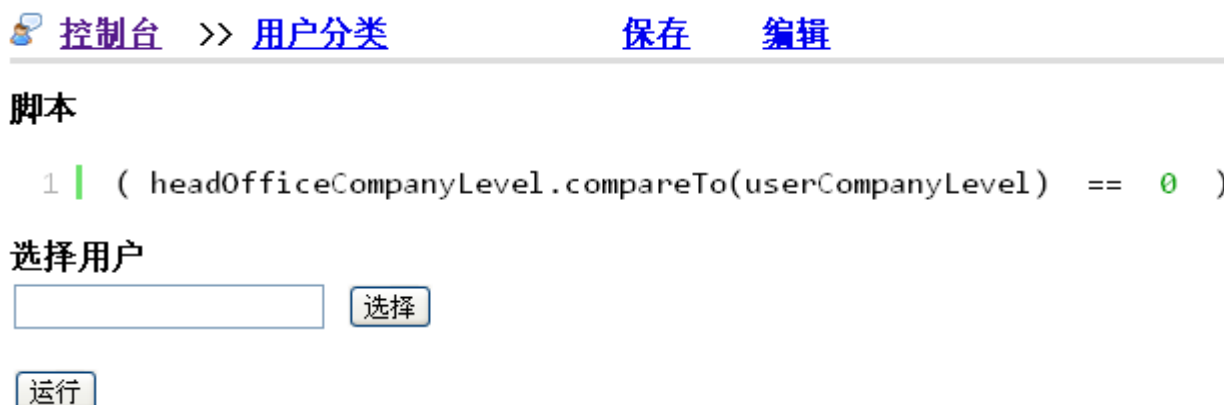 控制台 >> 用户分类 保存 编辑
脚本
1 ( headOfficeCompanyLevel.compareTo(userCompanyLevel) == 0 )
选择用户
选择
运行